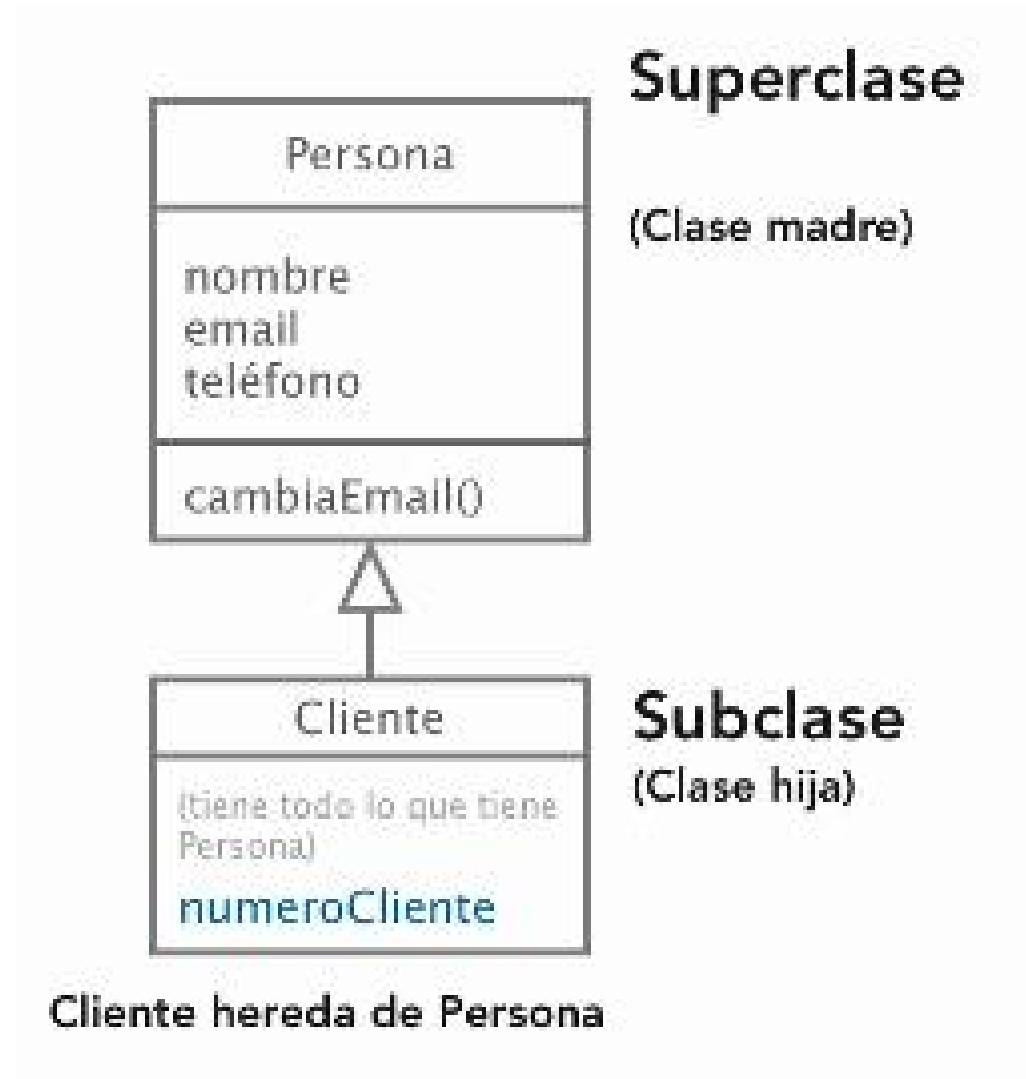 Superclase
Persona
(Clase madre)
nombre
email
teléfono
cambiaEmail()
Cliente
Subclase
(Clase hija)
(tiene todo lo que tiene
Persona)
numeroCliente
Cliente hereda de Persona